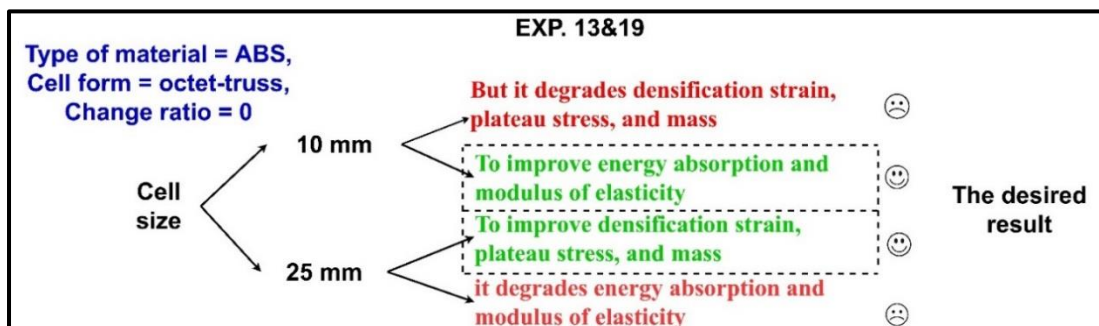 EXP. 13&19
Type of material = ABS,
Cell form = octet-truss,
Change ratio = 0
But it degrades densification strain,
plateau stress, and mass
10 mm
To improve energy absorption and
modulus of elasticity
Cell
size
The desired
result
To improve densification strain,
plateau stress, and mass
25 mm
it degrades energy absorption and
modulus of elasticity